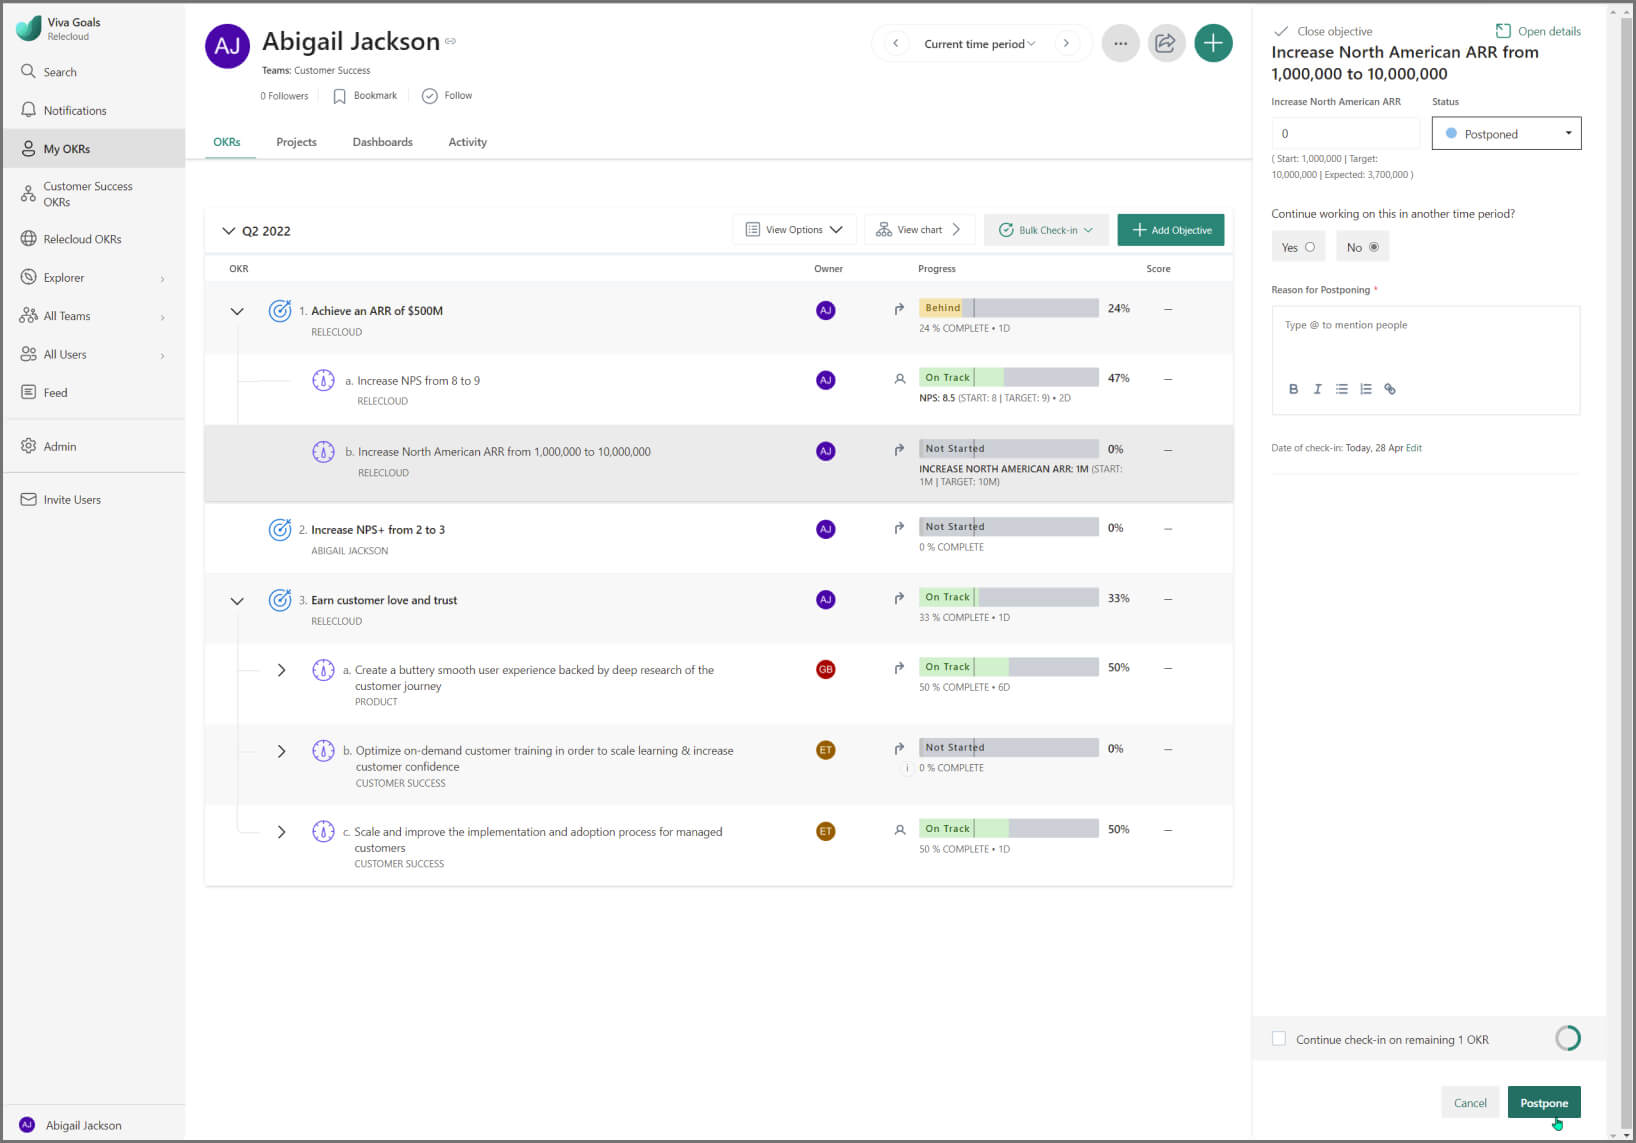 Viva Goals
Relecloud
Search
Notifications
My OKRs
Customer Success
OKRs
Relecloud OKRs
Explorer
All Teams
All Users
Feed
Admin
Invite Users
AJ Abigail Jackson
AJ
Abigail Jackson
Teams: Customer Success
0 Followers Bookmark Follow
Current time period
OKRs Projects Dashboards Activity
Q2 2022
View Options View chart Bulk Check-in Add Objective
OKR Owner Progress Score
1. Achieve an ARR of $500M AJ Behind 24% —
RELECLOUD 24 % COMPLETE • 1D
a. Increase NPS from 8 to 9 AJ On Track 47% —
RELECLOUD NPS: 8.5 (START: 8 | TARGET: 9) • 2D
b. Increase North American ARR from 1,000,000 to 10,000,000 AJ Not Started 0% —
RELECLOUD INCREASE NORTH AMERICAN ARR: 1M (START:
1M | TARGET: 10M)
2. Increase NPS+ from 2 to 3 AJ Not Started 0% —
ABIGAIL JACKSON 0 % COMPLETE
3. Earn customer love and trust AJ On Track 33% —
RELECLOUD 33 % COMPLETE • 1D
a. Create a buttery smooth user experience backed by deep research of the GB On Track 50% —
customer journey 50 % COMPLETE • 6D
PRODUCT
b. Optimize on-demand customer training in order to scale learning & increase ET Not Started 0% —
customer confidence i 0 % COMPLETE
CUSTOMER SUCCESS
c. Scale and improve the implementation and adoption process for managed ET On Track 50% —
customers 50 % COMPLETE • 1D
CUSTOMER SUCCESS
Close objective Open details
Increase North American ARR from
1,000,000 to 10,000,000
Increase North American ARR Status
0 Postponed
( Start: 1,000,000 | Target:
10,000,000 | Expected: 3,700,000 )
Continue working on this in another time period?
Yes No
Reason for Postponing *
Type @ to mention people
B I
Date of check-in: Today, 28 Apr Edit
Continue check-in on remaining 1 OKR
Cancel Postpone